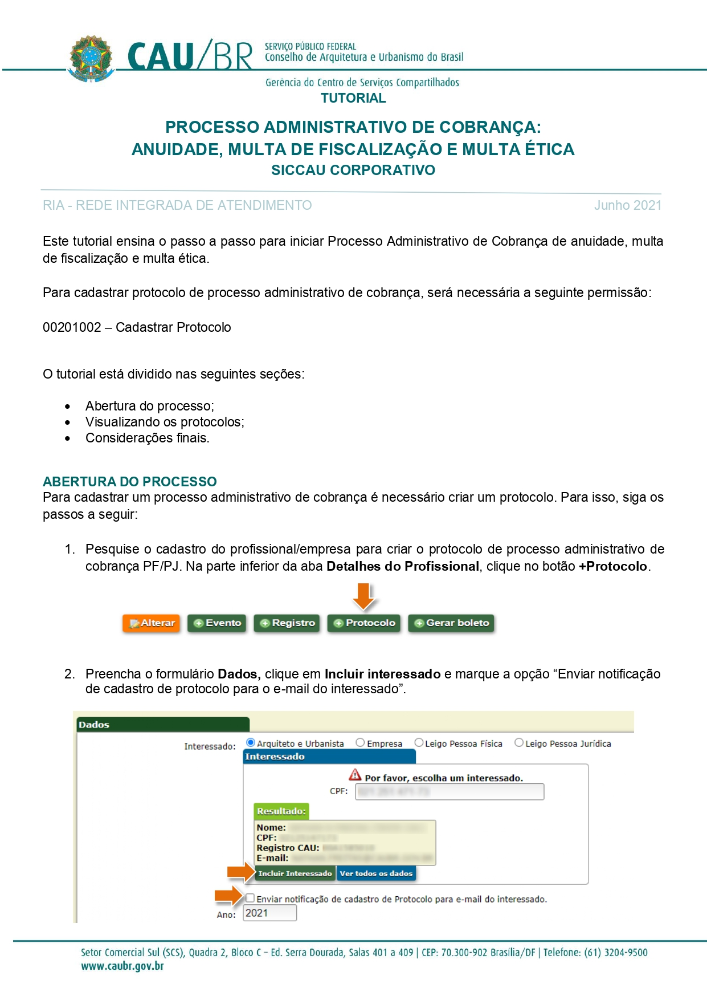 CAU/BR
SERVIÇO PÚBLICO FEDERAL
Conselho de Arquitetura e Urbanismo do Brasil
Gerência do Centro de Serviços Compartilhados
TUTORIAL
PROCESSO ADMINISTRATIVO DE COBRANÇA:
ANUIDADE, MULTA DE FISCALIZAÇÃO E MULTA ÉTICA
SICCAU CORPORATIVO
RIA - REDE INTEGRADA DE ATENDIMENTO Junho 2021
Este tutorial ensina o passo a passo para iniciar Processo Administrativo de Cobrança de anuidade, multa
de fiscalização e multa ética.
Para cadastrar protocolo de processo administrativo de cobrança, será necessária a seguinte permissão:
00201002 – Cadastrar Protocolo
O tutorial está dividido nas seguintes seções:
• Abertura do processo;
• Visualizando os protocolos;
• Considerações finais.
ABERTURA DO PROCESSO
Para cadastrar um processo administrativo de cobrança é necessário criar um protocolo. Para isso, siga os
passos a seguir:
1. Pesquise o cadastro do profissional/empresa para criar o protocolo de processo administrativo de
cobrança PF/PJ. Na parte inferior da aba Detalhes do Profissional, clique no botão +Protocolo.
Alterar Evento Registro Protocolo Gerar boleto
2. Preencha o formulário Dados, clique em Incluir interessado e marque a opção “Enviar notificação
de cadastro de protocolo para o e-mail do interessado”.
Dados
Interessado: Arquiteto e Urbanista Empresa Leigo Pessoa Física Leigo Pessoa Jurídica
Interessado
Por favor, escolha um interessado.
CPF:
Resultado:
Nome:
CPF:
Registro CAU:
E-mail:
Incluir Interessado Ver todos os dados
Enviar notificação de cadastro de Protocolo para e-mail do interessado.
Ano: 2021
Setor Comercial Sul (SCS), Quadra 2, Bloco C – Ed. Serra Dourada, Salas 401 a 409 | CEP: 70.300-902 Brasília/DF | Telefone: (61) 3204-9500
www.caubr.gov.br